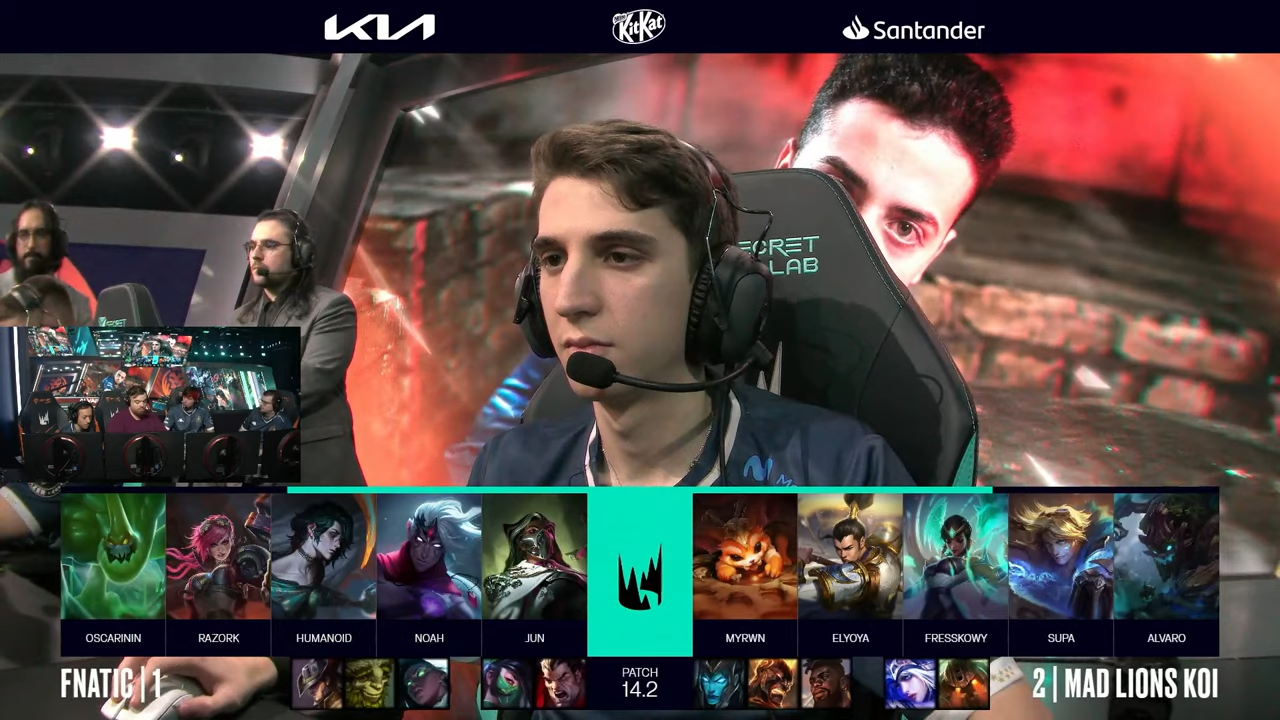 KIA
Nestlé KitKat
Santander
SECRET
LAB
OSCARININ
RAZORK
HUMANOID
NOAH
JUN
MYRWN
ELYOYA
FRESSKOWY
SUPA
ALVARO
FNATIC | 1
PATCH
14.2
2 | MAD LIONS KOI